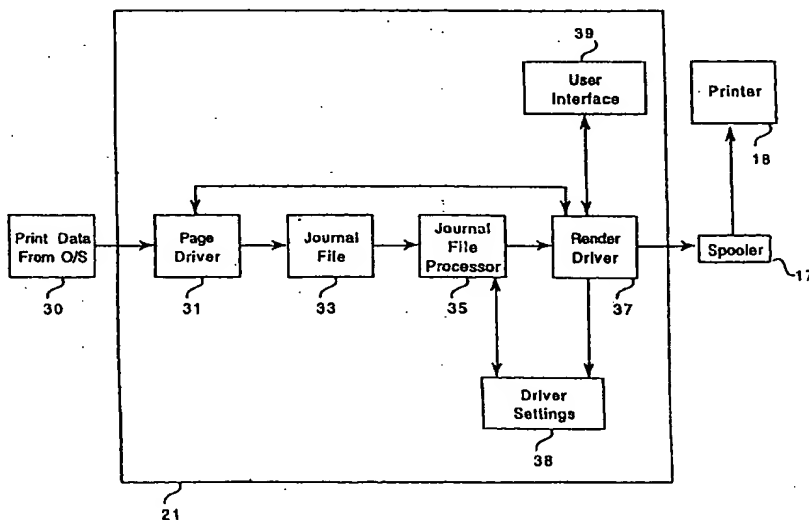 39
User
Interface
Printer
18
Print Data
From O/S
30
Page
Driver
31
Journal
File
33
Journal
File
Processor
35
Render
Driver
37
Spooler
17
Driver
Settings
38
21